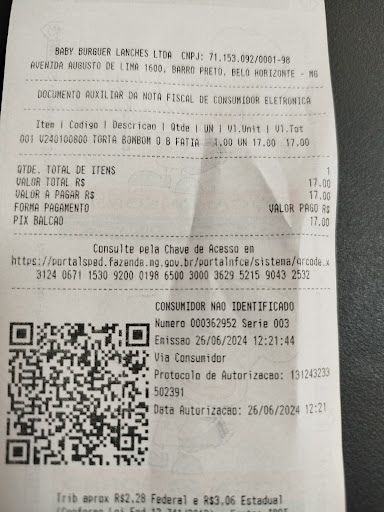 BABY BURGUER LANCHES LTDA CNPJ: 71.153.092/0001-98
AVENIDA AUGUSTO DE LIMA 1600, BARRO PRETO, BELO HORIZONTE - MG
DOCUMENTO AUXILIAR DA NOTA FISCAL DE CONSUMIDOR ELETRONICA
Item | Codigo | Descricao | Qtde | UN | Vl.Unit | Vl.Tot
001 V240100800 TORTA BOMBOM O B FATIA 1.00 UN 17.00 17.00
QTDE. TOTAL DE ITENS 1
VALOR TOTAL R$ 17.00
VALOR A PAGAR R$ 17.00
FORMA PAGAMENTO VALOR PAGO R$
PIX BALCAO 17.00
Consulte pela Chave de Acesso em
https://portalsped.fazenda.mg.gov.br/portalnfce/sistema/qrcode.x
3124 0671 1530 9200 0198 6500 3000 3629 5215 9043 2532
CONSUMIDOR NAO IDENTIFICADO
Numero 000362952 Serie 003
Emissao 26/06/2024 12:21:44
Via Consumidor
Protocolo de Autorizacao: 131243233
502391
Data Autorizacao: 26/06/2024 12:21
Trib aprox R$2.28 Federal e R$3.06 Estadual